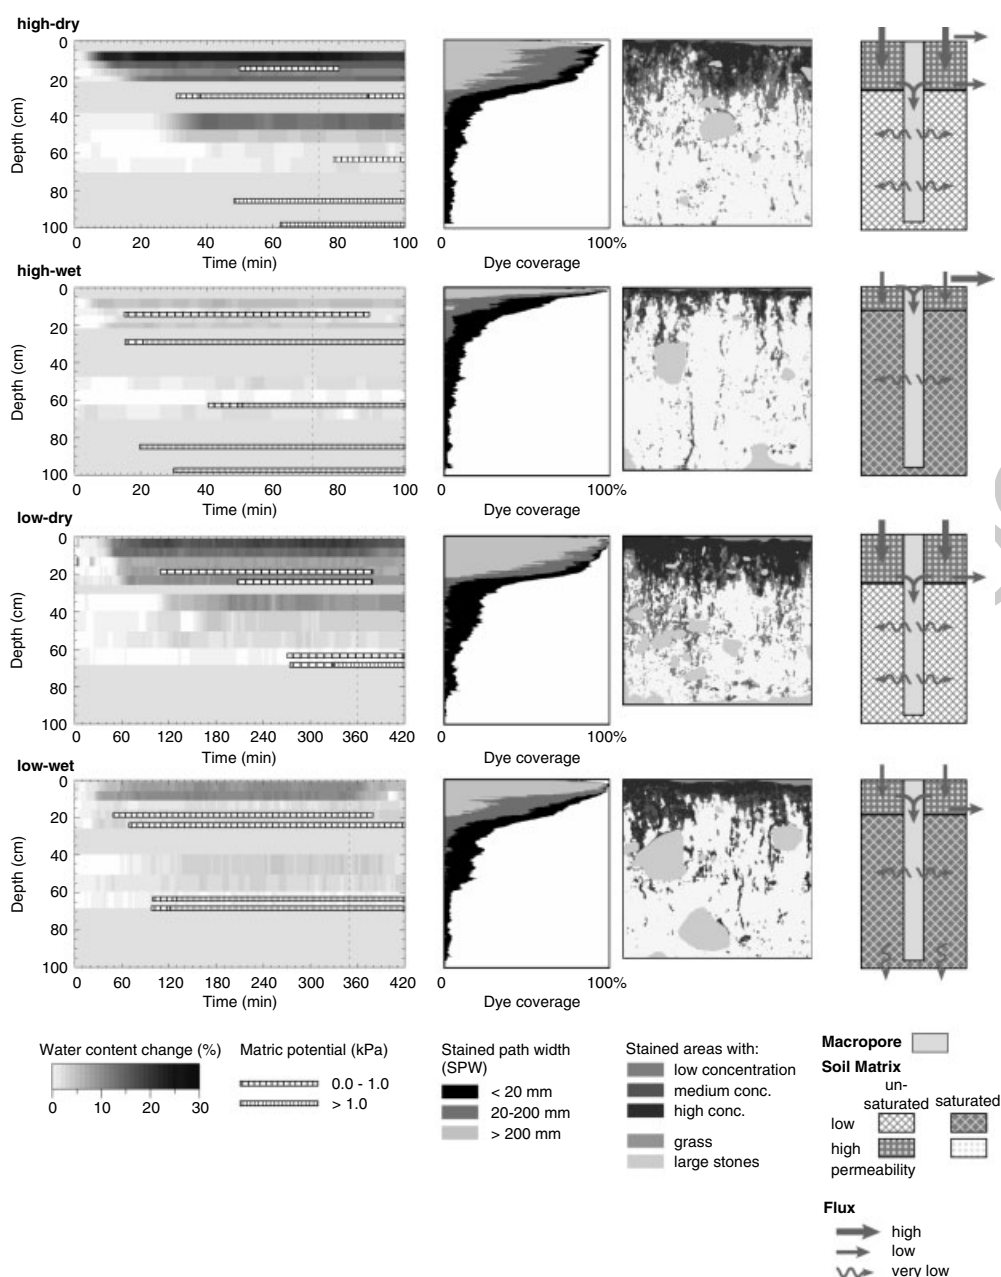 high-dry
0
20
40
60
80
100
Depth (cm)
0 20 40 60 80 100
Time (min)
0 100%
Dye coverage
high-wet
0
20
40
60
80
100
Depth (cm)
0 20 40 60 80 100
Time (min)
0 100%
Dye coverage
low-dry
0
20
40
60
80
100
Depth (cm)
0 60 120 180 240 300 360 420
Time (min)
0 100%
Dye coverage
low-wet
0
20
40
60
80
100
Depth (cm)
0 60 120 180 240 300 360 420
Time (min)
0 100%
Dye coverage
Water content change (%)
0 10 20 30
Matric potential (kPa)
0.0 - 1.0
> 1.0
Stained path width
(SPW)
< 20 mm
20-200 mm
> 200 mm
Stained areas with:
low concentration
medium conc.
high conc.
grass
large stones
Macropore
Soil Matrix
un-
saturated saturated
low
high
permeability
Flux
high
low
very low